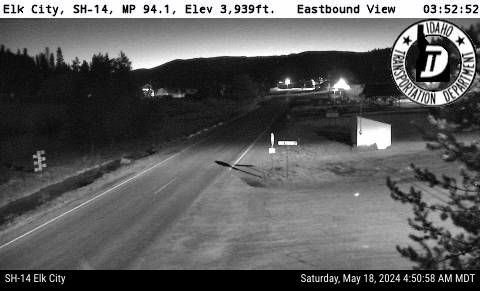 Elk City, SH-14, MP 94.1, Elev 3,939ft.   Eastbound View   03:52:52
IDAHO
TRANSPORTATION DEPARTMENT
SH-14 Elk City
Saturday, May 18, 2024 4:50:58 AM MDT